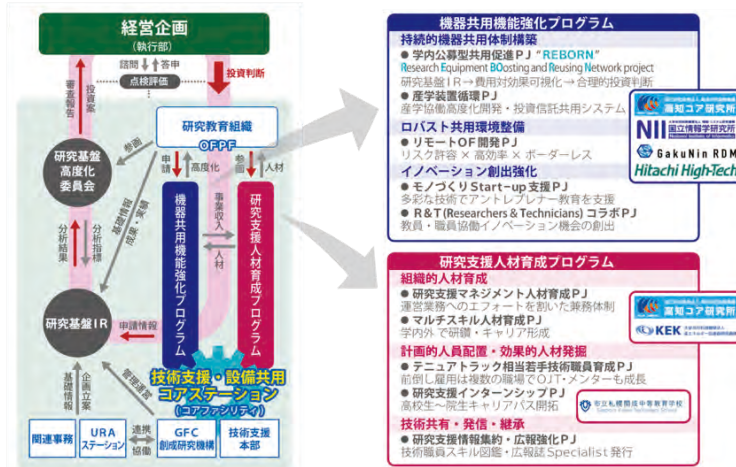 経営企画
(執行部)
諮問 答申
点検評価
投資判断
投資案
審査報告
研究教育組織
OFPF
参画
申請
高度化
参画
人材
研究基盤
高度化
委員会
基礎情報
成果・実績
分析結果
分析指標
機器共用機能強化プログラム
事業収入
人材
研究支援人材育成プログラム
研究基盤IR
申請情報
技術支援・設備共用
コアステーション
(コアファシリティ)
基礎情報
企画立案
管理運営
関連事務
URA
ステーション
連携
協働
GFC
創成研究機構
技術支援
本部
機器共用機能強化プログラム
持続的機器共用体制構築
● 学内公募型共用促進PJ "REBORN"
Research Equipment BOosting and Reusing Network project
研究基盤IR→費用対効果可視化→合理的投資判断
● 産学装置循環PJ
産学協働高度化開発・投資信託共用システム
ロバスト共用環境整備
● リモートOF開発PJ
リスク許容 × 高効率 × ボーダーレス
イノベーション創出強化
● モノづくりStart-up支援PJ
多彩な技術でアントレプレナー教育を支援
● R&T(Researchers & Technicians) コラボPJ
教員・職員協働イノベーション機会の創出
高知コア研究所
NII 国立情報学研究所
GakuNin RDM
Hitachi High-Tech
研究支援人材育成プログラム
組織的人材育成
● 研究支援マネジメント人材育成PJ
運営業務へのエフォートを割いた兼務体制
● マルチスキル人材育成PJ
学内外で研鑽・キャリア形成
計画的人員配置・効果的人材発掘
● テニュアトラック相当若手技術職員育成PJ
前倒し雇用は複数の職場でOJT・メンターも成長
● 研究支援インターンシップPJ
高校生～院生キャリアパス開拓
技術共有・発信・継承
● 研究支援情報集約・広報強化PJ
技術職員スキル図鑑・広報誌Specialist 発行
高知コア研究所
KEK
市立札幌開成中等教育学校